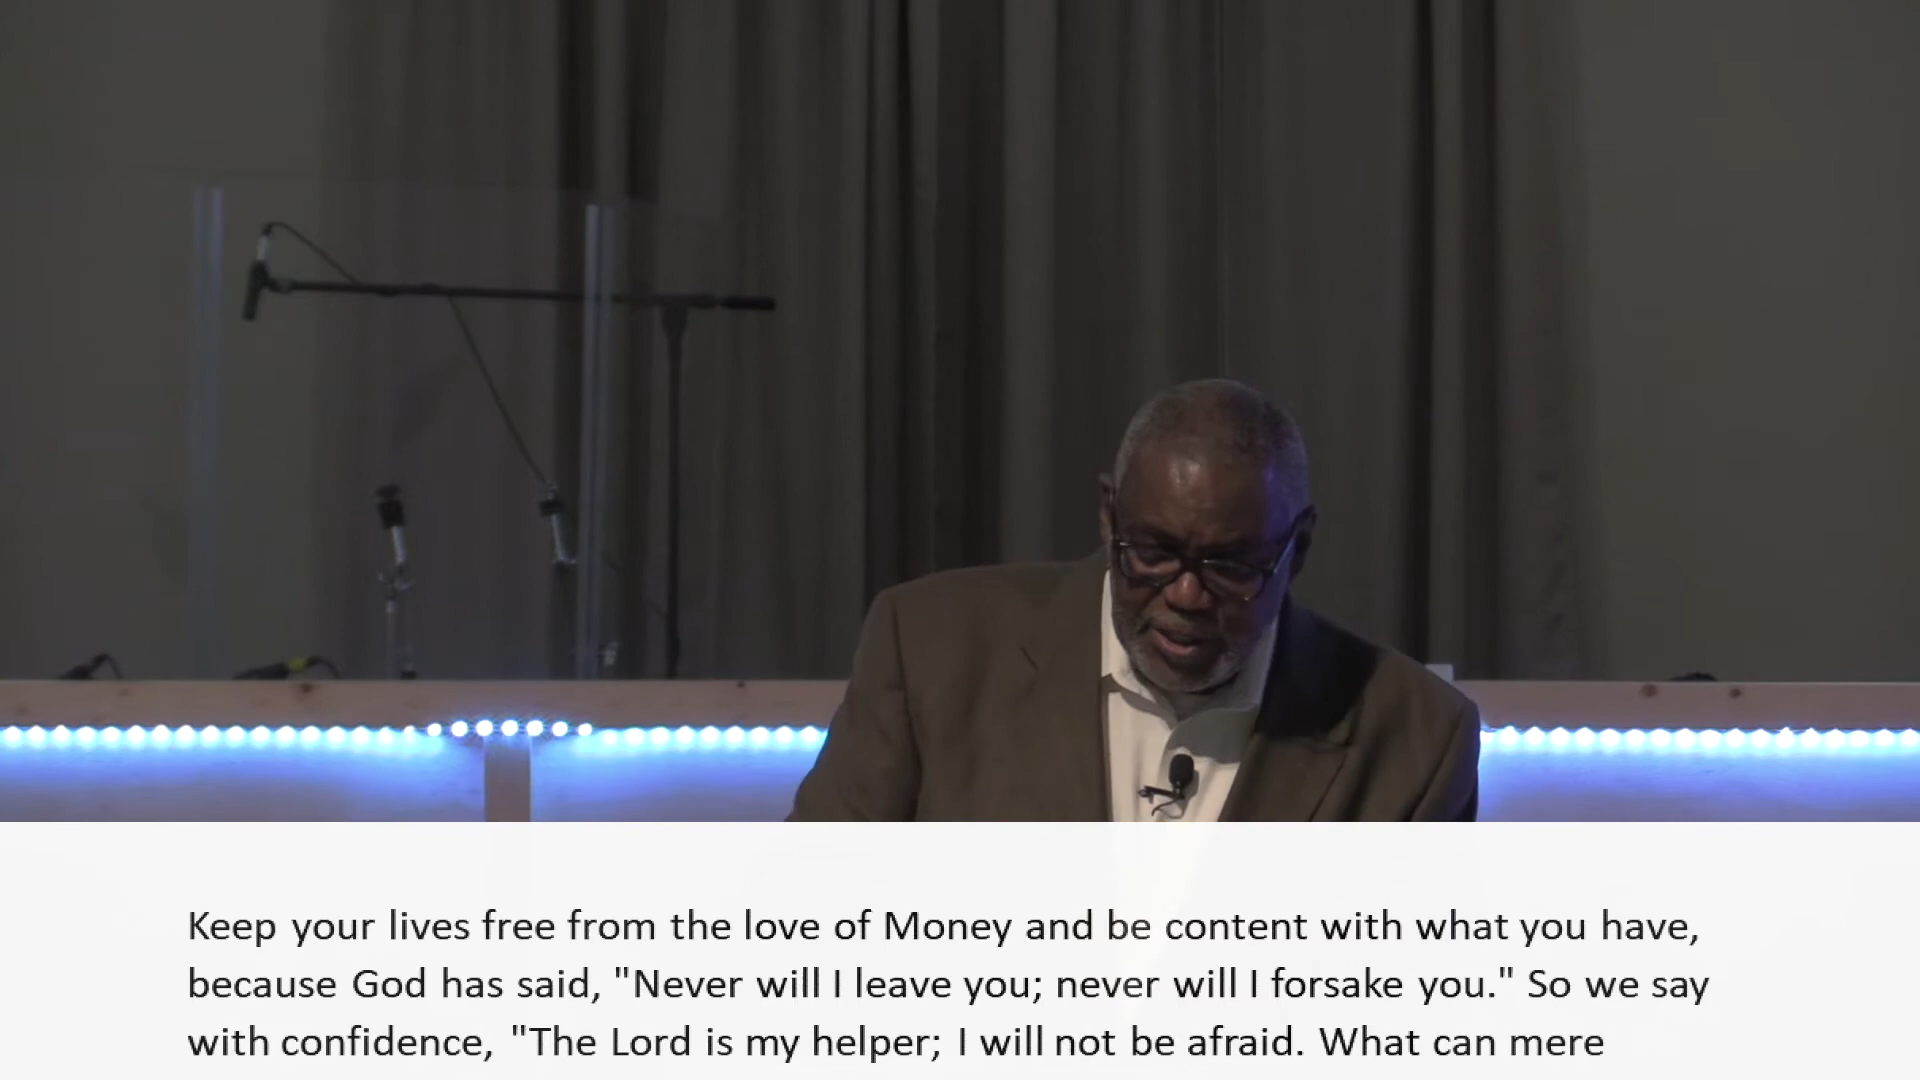 Keep your lives free from the love of Money and be content with what you have,
because God has said, "Never will I leave you; never will I forsake you." So we say
with confidence, "The Lord is my helper; I will not be afraid. What can mere